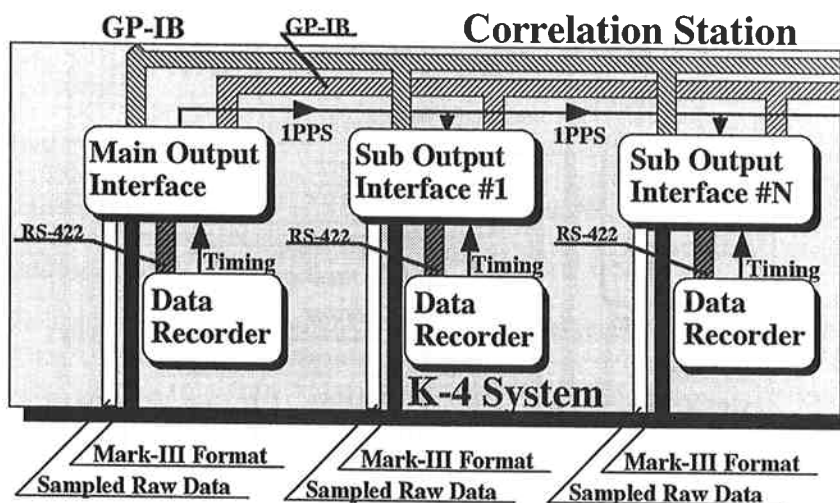 GP-IB
GP-IB
Correlation Station
1PPS
1PPS
Main Output
Interface
Sub Output
Interface #1
Sub Output
Interface #N
RS-422
Timing
RS-422
Timing
RS-422
Timing
Data
Recorder
Data
Recorder
Data
Recorder
K-4 System
Mark-III Format
Sampled Raw Data
Mark-III Format
Sampled Raw Data
Mark-III Format
Sampled Raw Data